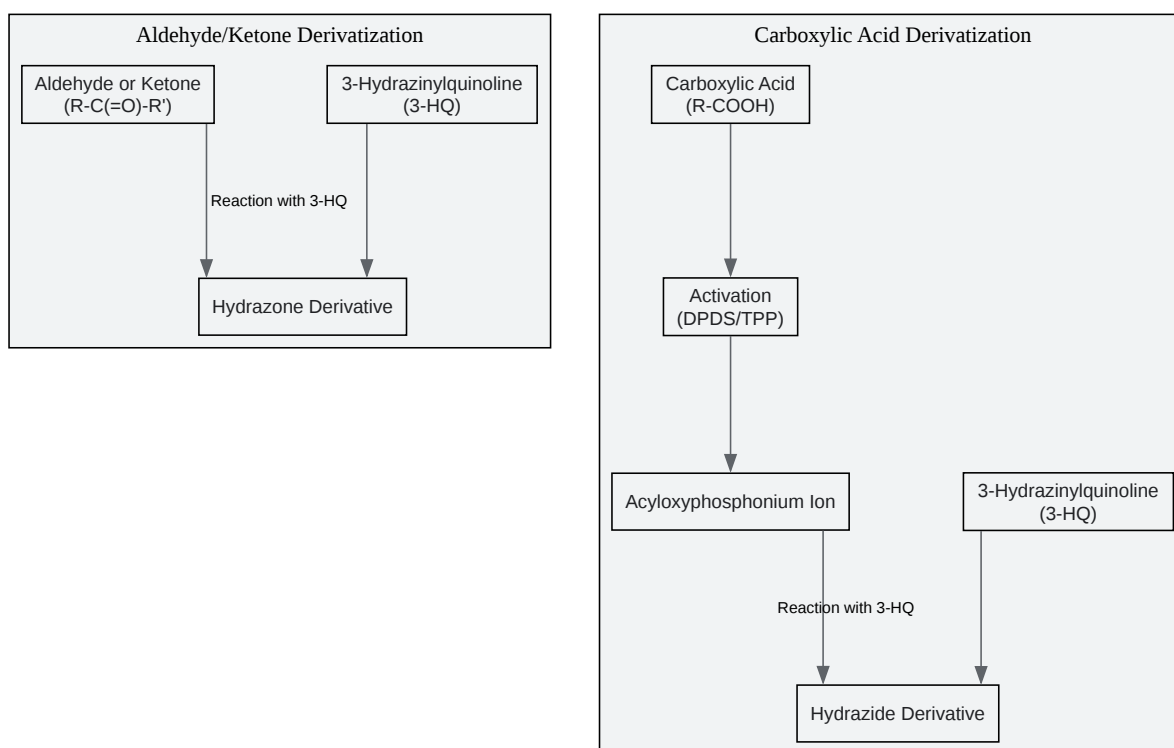 Aldehyde/Ketone Derivatization
Aldehyde or Ketone
(R-C(=O)-R')
3-Hydrazinylquinoline
(3-HQ)
Reaction with 3-HQ
Hydrazone Derivative
Carboxylic Acid Derivatization
Carboxylic Acid
(R-COOH)
Activation
(DPDS/TPP)
Acyloxyphosphonium Ion
3-Hydrazinylquinoline
(3-HQ)
Reaction with 3-HQ
Hydrazide Derivative